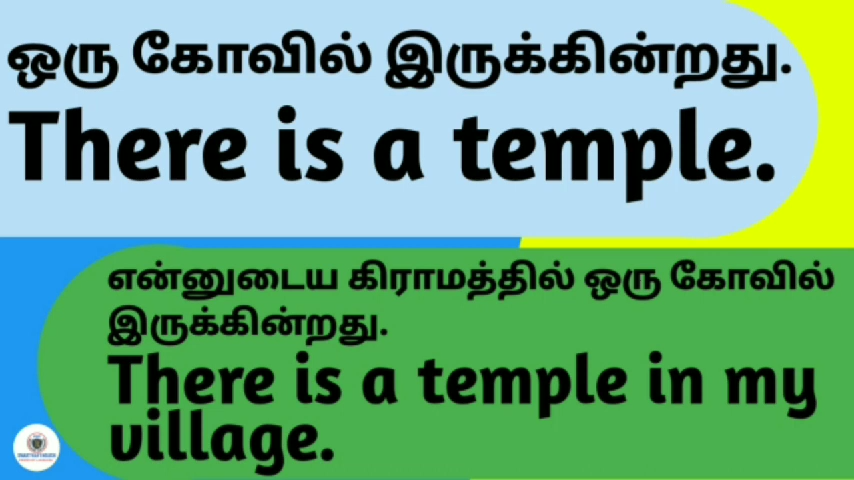 ஒரு கோவில் இருக்கின்றது.
There is a temple.
என்னுடைய கிராமத்தில் ஒரு கோவில்
இருக்கின்றது.
There is a temple in my
village.